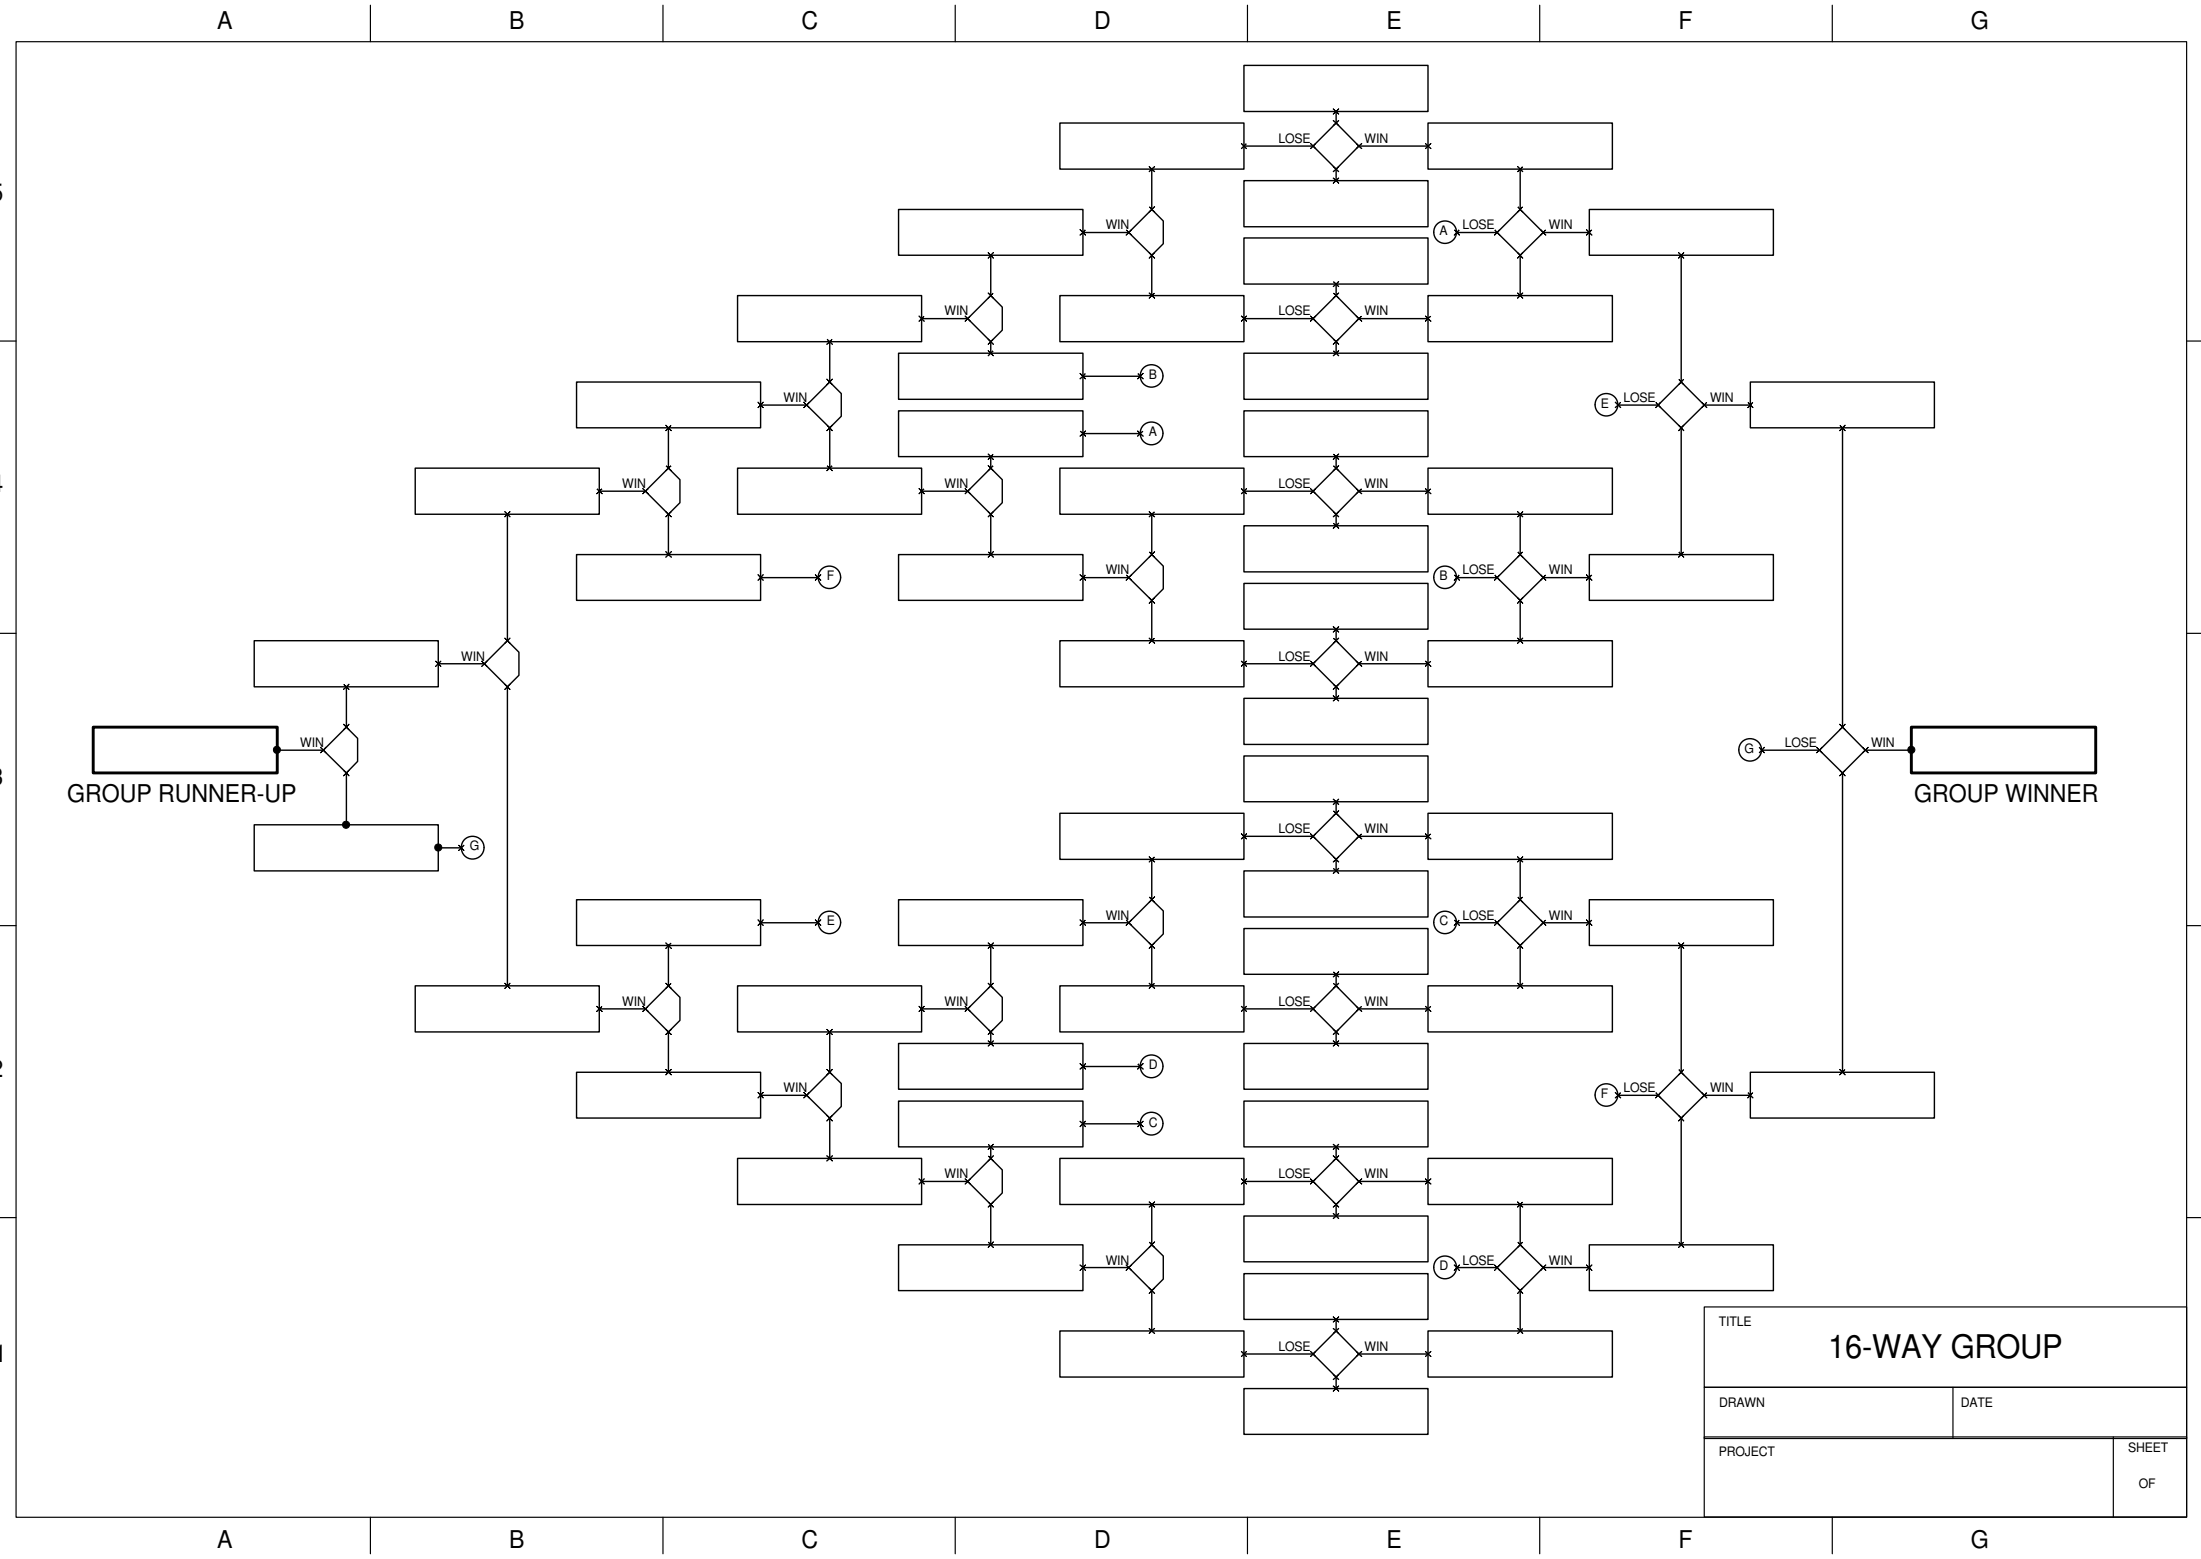 A B C D E F G
LOSE WIN
WIN A LOSE WIN
WIN LOSE WIN
B
WIN E LOSE WIN
A
WIN WIN LOSE WIN
F WIN B LOSE WIN
WIN LOSE WIN
WIN G LOSE WIN
GROUP RUNNER-UP GROUP WINNER
LOSE WIN
G
E WIN C LOSE WIN
WIN WIN LOSE WIN
D
WIN F LOSE WIN
C
WIN LOSE WIN
WIN D LOSE WIN
TITLE
16-WAY GROUP
LOSE WIN
DRAWN DATE
PROJECT SHEET
OF
A B C D E F G